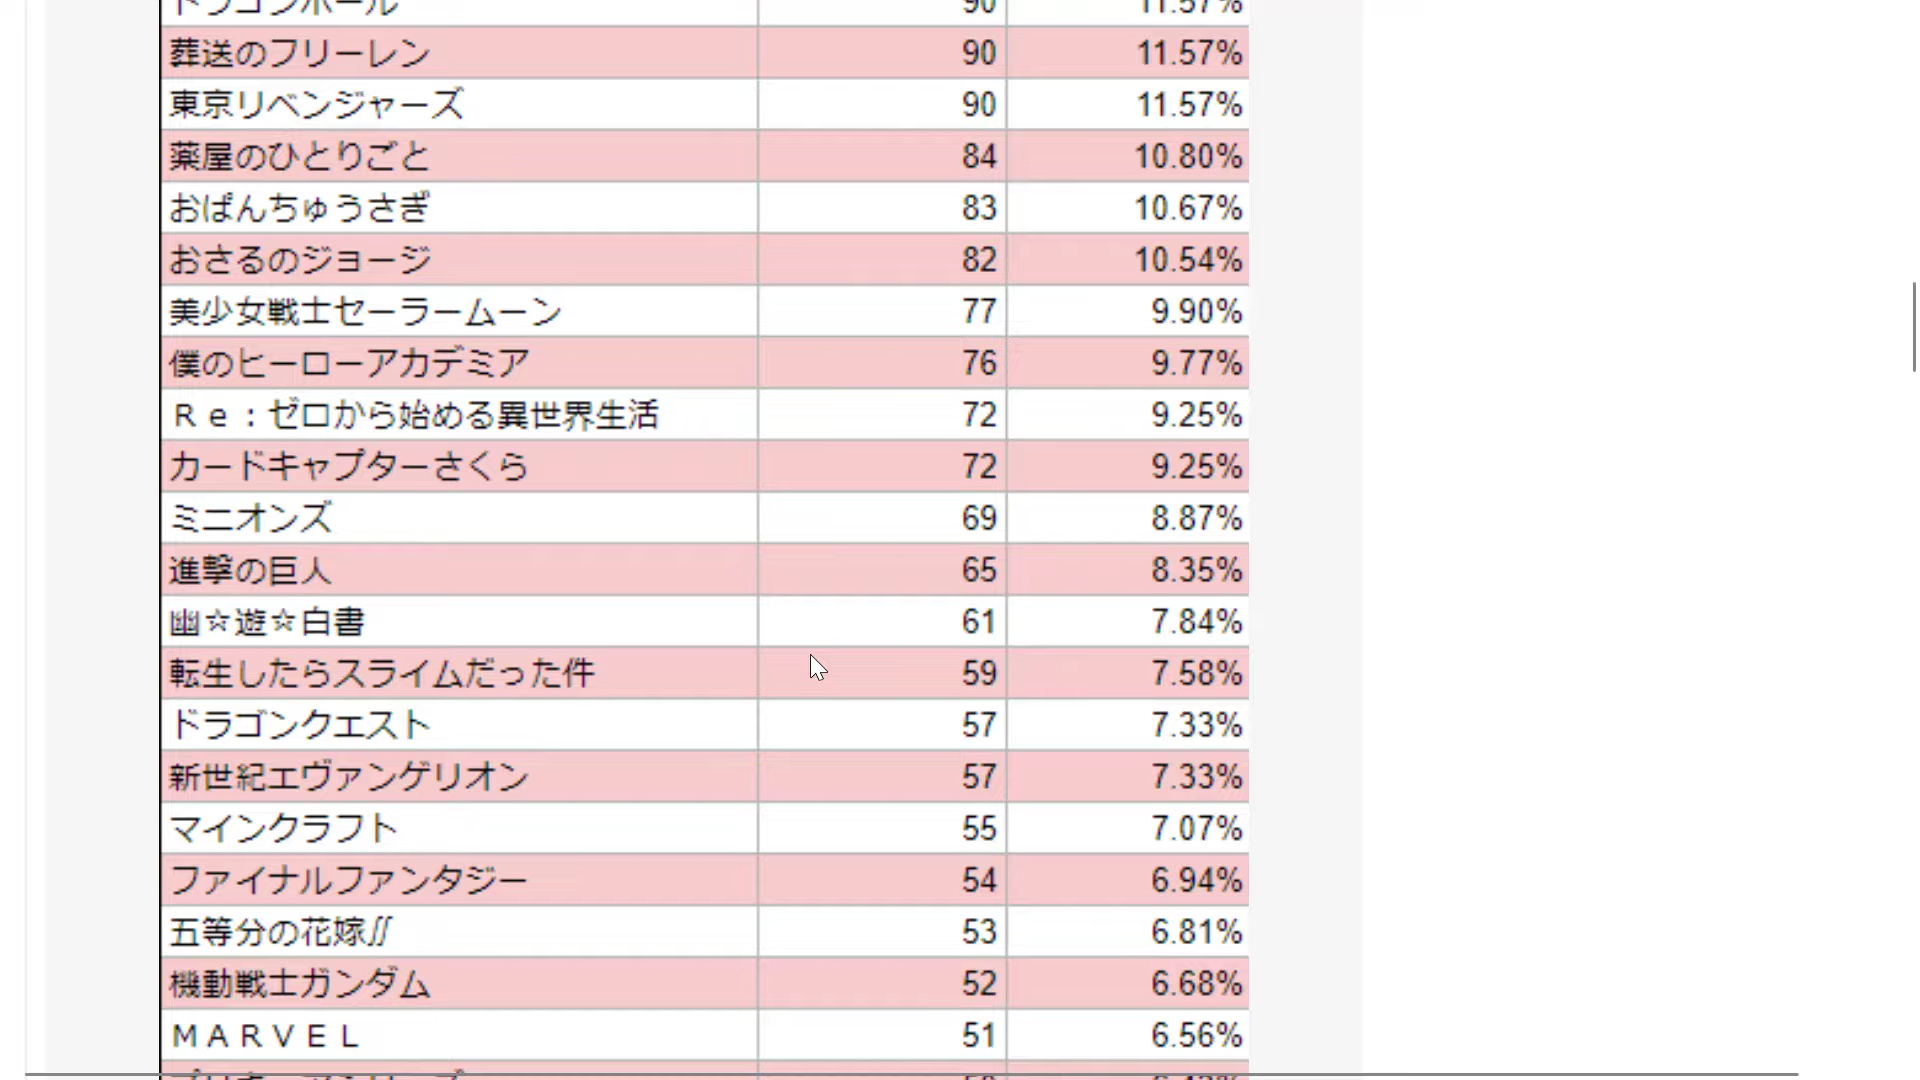 ドラゴンボール 90 11.57%
葬送のフリーレン 90 11.57%
東京リベンジャーズ 90 11.57%
薬屋のひとりごと 84 10.80%
おぱんちゅうさぎ 83 10.67%
おさるのジョージ 82 10.54%
美少女戦士セーラームーン 77 9.90%
僕のヒーローアカデミア 76 9.77%
Ｒｅ：ゼロから始める異世界生活 72 9.25%
カードキャプターさくら 72 9.25%
ミニオンズ 69 8.87%
進撃の巨人 65 8.35%
幽☆遊☆白書 61 7.84%
転生したらスライムだった件 59 7.58%
ドラゴンクエスト 57 7.33%
新世紀エヴァンゲリオン 57 7.33%
マインクラフト 55 7.07%
ファイナルファンタジー 54 6.94%
五等分の花嫁∬ 53 6.81%
機動戦士ガンダム 52 6.68%
ＭＡＲＶＥＬ 51 6.56%